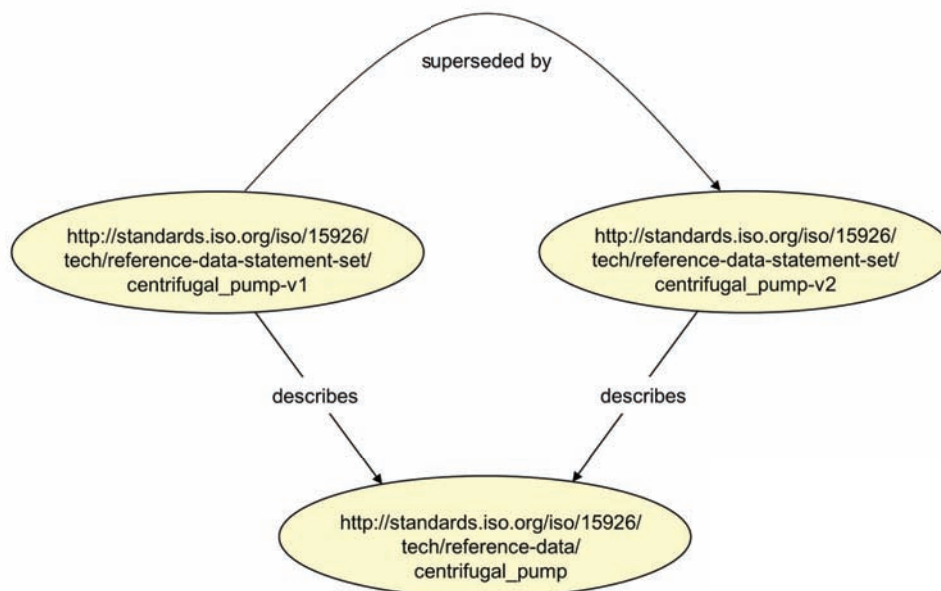 superseded by
http://standards.iso.org/iso/15926/
tech/reference-data-statement-set/
centrifugal_pump-v1
http://standards.iso.org/iso/15926/
tech/reference-data-statement-set/
centrifugal_pump-v2
describes
describes
http://standards.iso.org/iso/15926/
tech/reference-data/
centrifugal_pump